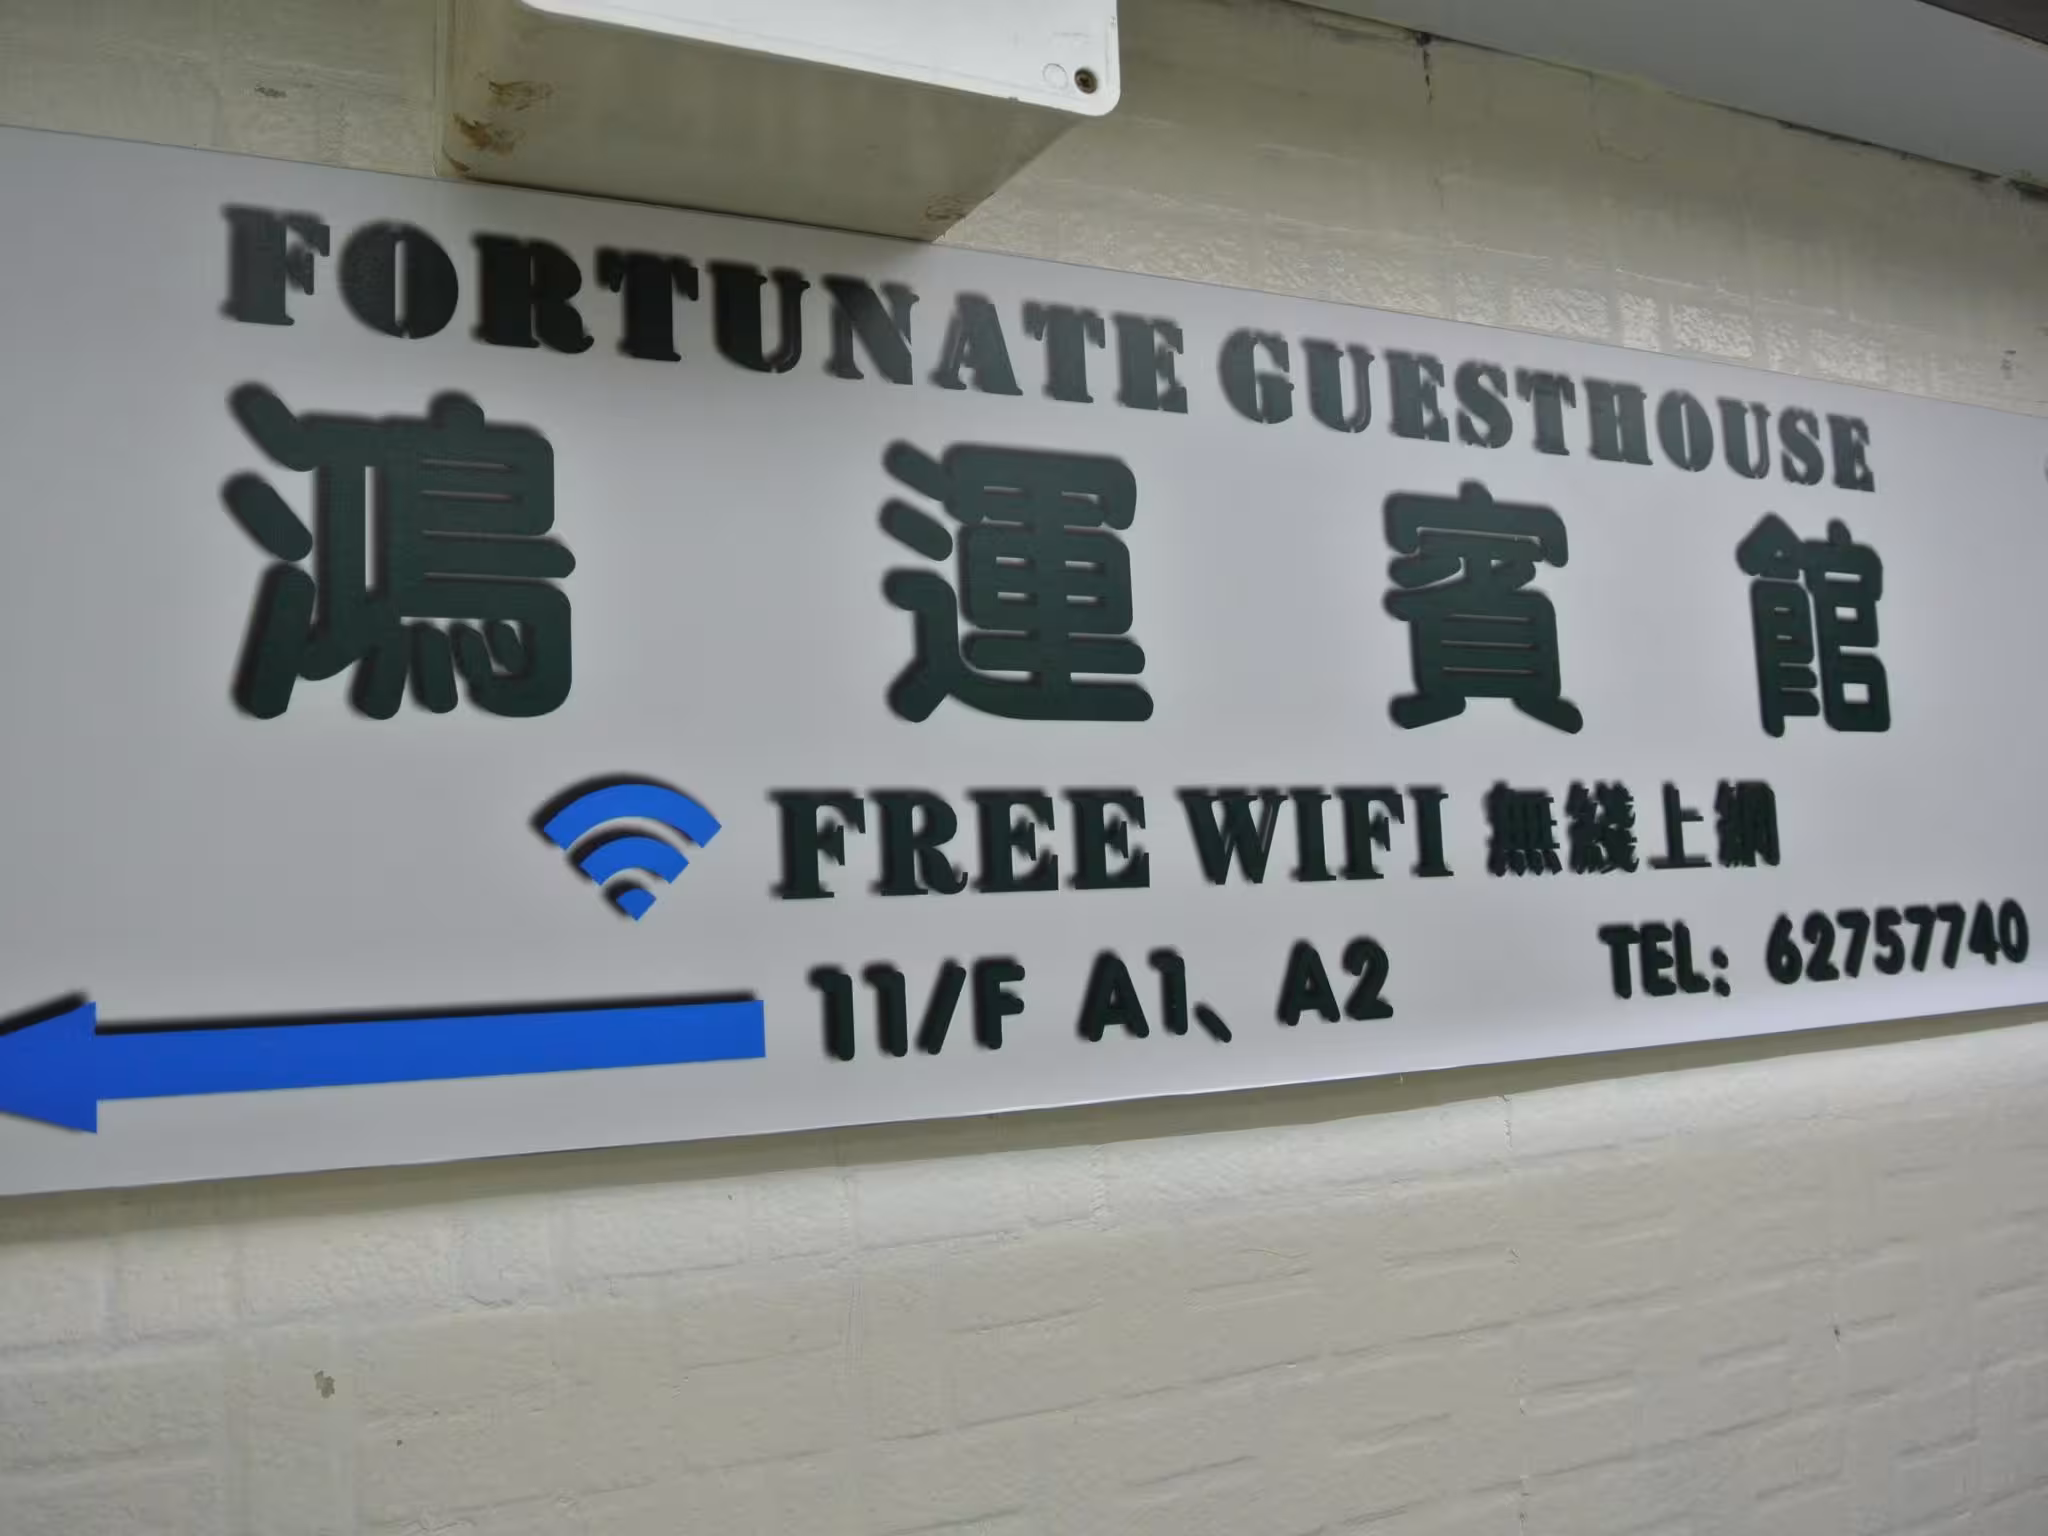 FORTUNATE GUESTHOUSE
鴻運賓館
FREE WIFI 無綫上網
11/F A1、A2 TEL: 62757740